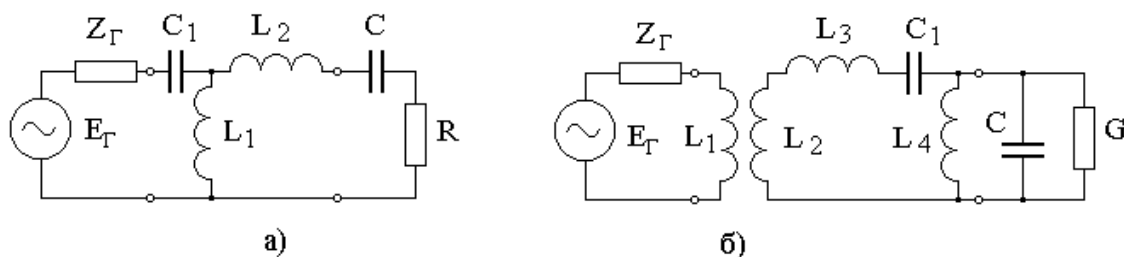 Z_Г C_1 L_2 C
E_Г L_1 R
а)
Z_Г L_3 C_1
E_Г L_1 L_2 L_4 C G
б)